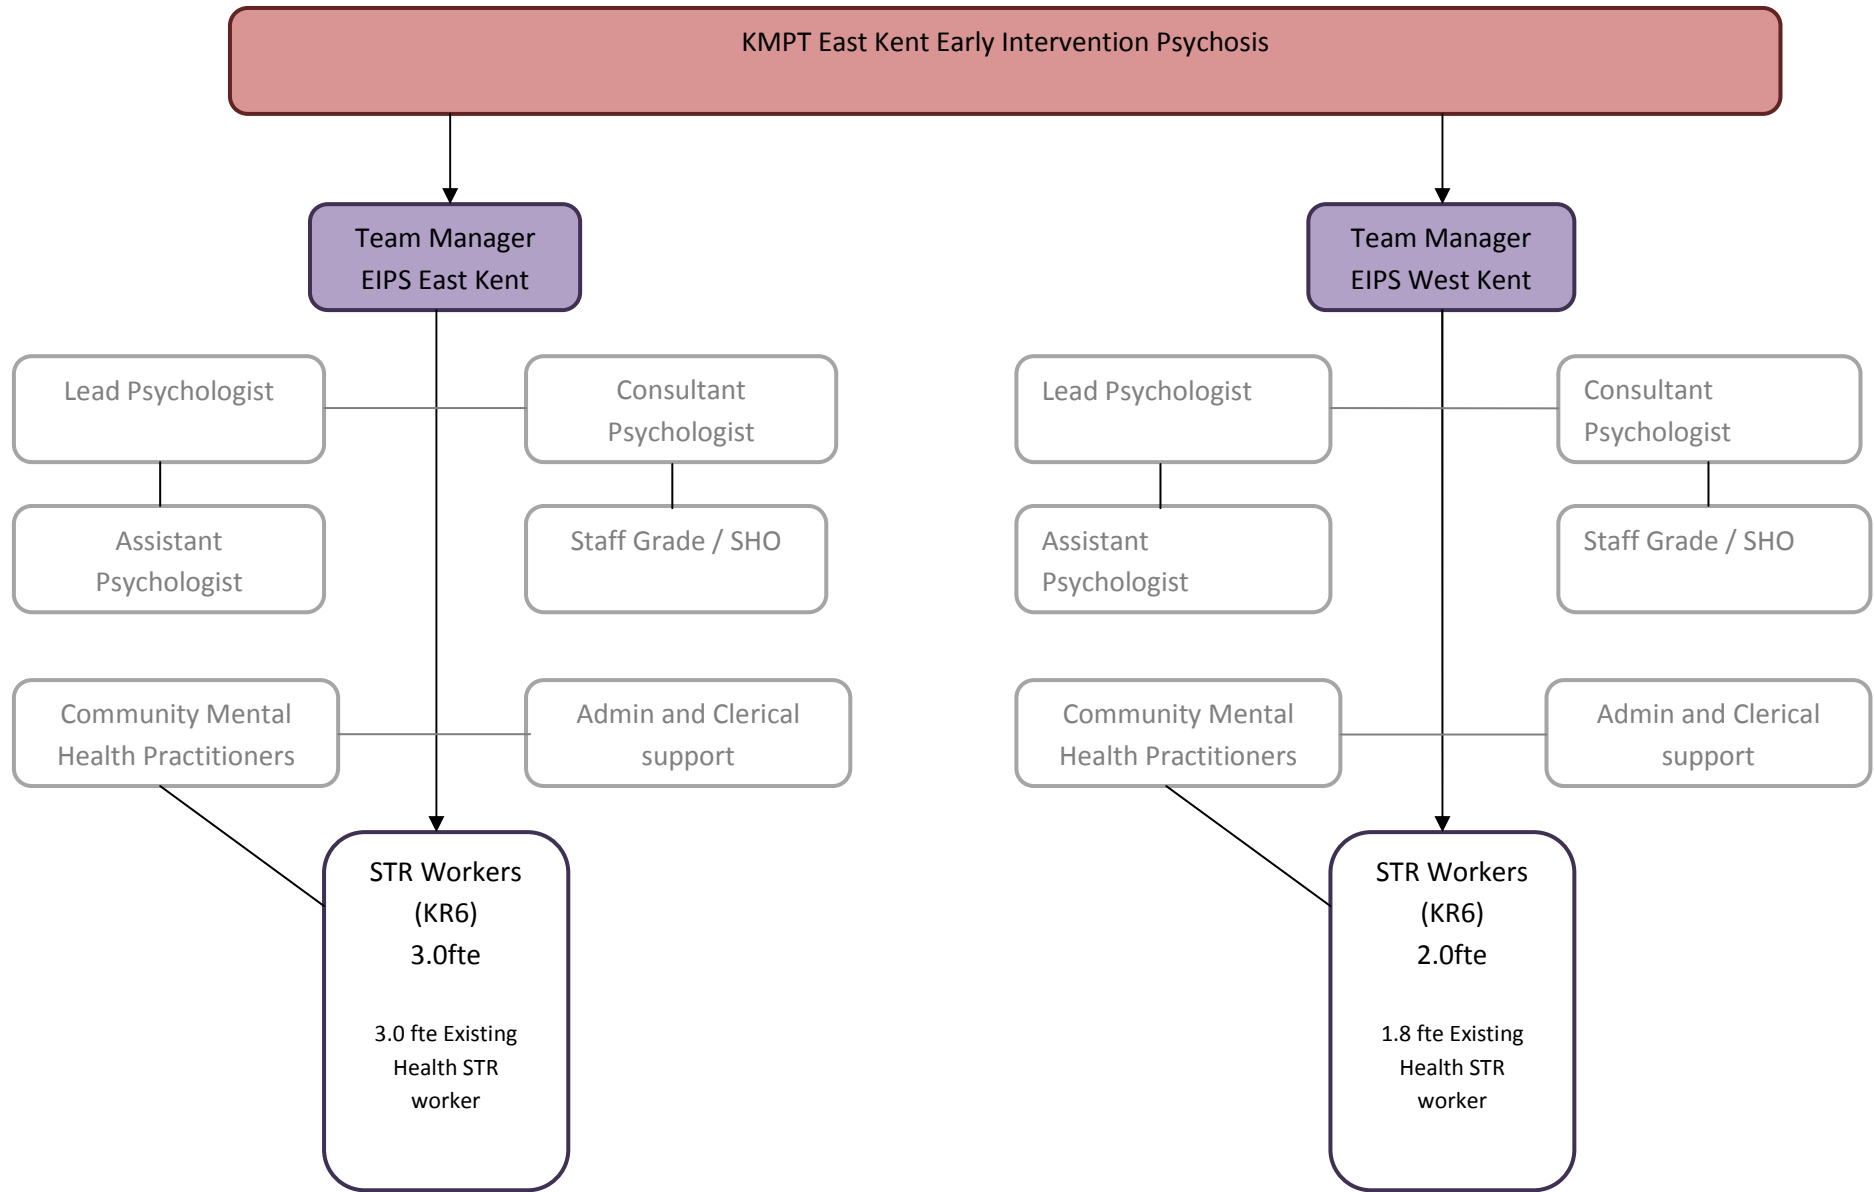 KMPT East Kent Early Intervention Psychosis
Team Manager
EIPS East Kent
Team Manager
EIPS West Kent
Lead Psychologist
Consultant
Psychologist
Lead Psychologist
Consultant
Psychologist
Assistant
Psychologist
Staff Grade / SHO
Assistant
Psychologist
Staff Grade / SHO
Community Mental
Health Practitioners
Admin and Clerical
support
Community Mental
Health Practitioners
Admin and Clerical
support
STR Workers
(KR6)
3.0fte
3.0 fte Existing
Health STR
worker
STR Workers
(KR6)
2.0fte
1.8 fte Existing
Health STR
worker